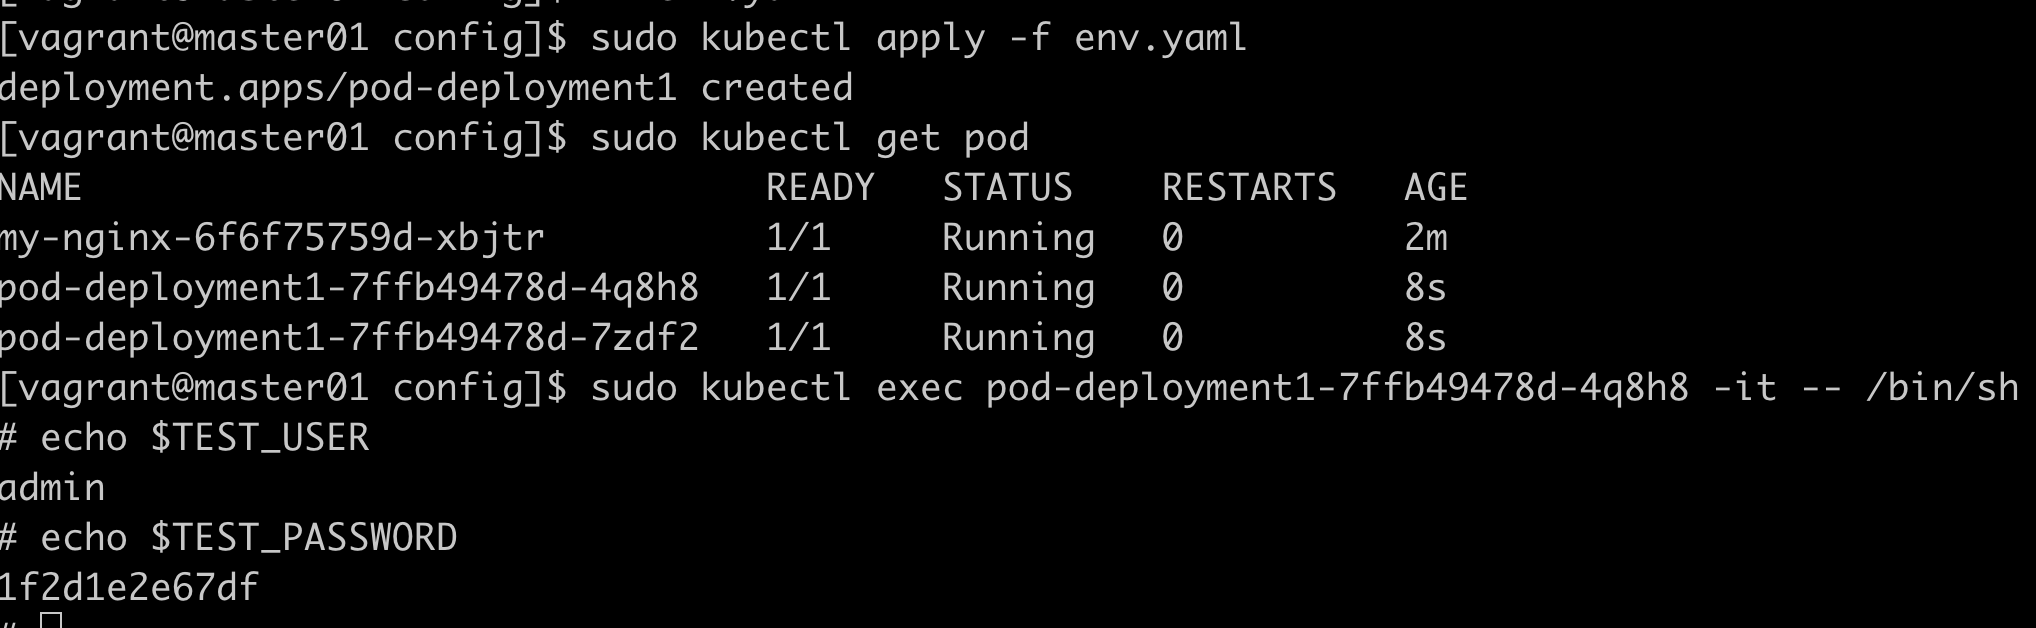 [vagrant@master01 config]$ sudo kubectl apply -f env.yaml
deployment.apps/pod-deployment1 created
[vagrant@master01 config]$ sudo kubectl get pod
NAME READY STATUS RESTARTS AGE
my-nginx-6f6f75759d-xbjtr 1/1 Running 0 2m
pod-deployment1-7ffb49478d-4q8h8 1/1 Running 0 8s
pod-deployment1-7ffb49478d-7zdf2 1/1 Running 0 8s
[vagrant@master01 config]$ sudo kubectl exec pod-deployment1-7ffb49478d-4q8h8 -it -- /bin/sh
# echo $TEST_USER
admin
# echo $TEST_PASSWORD
1f2d1e2e67df
#